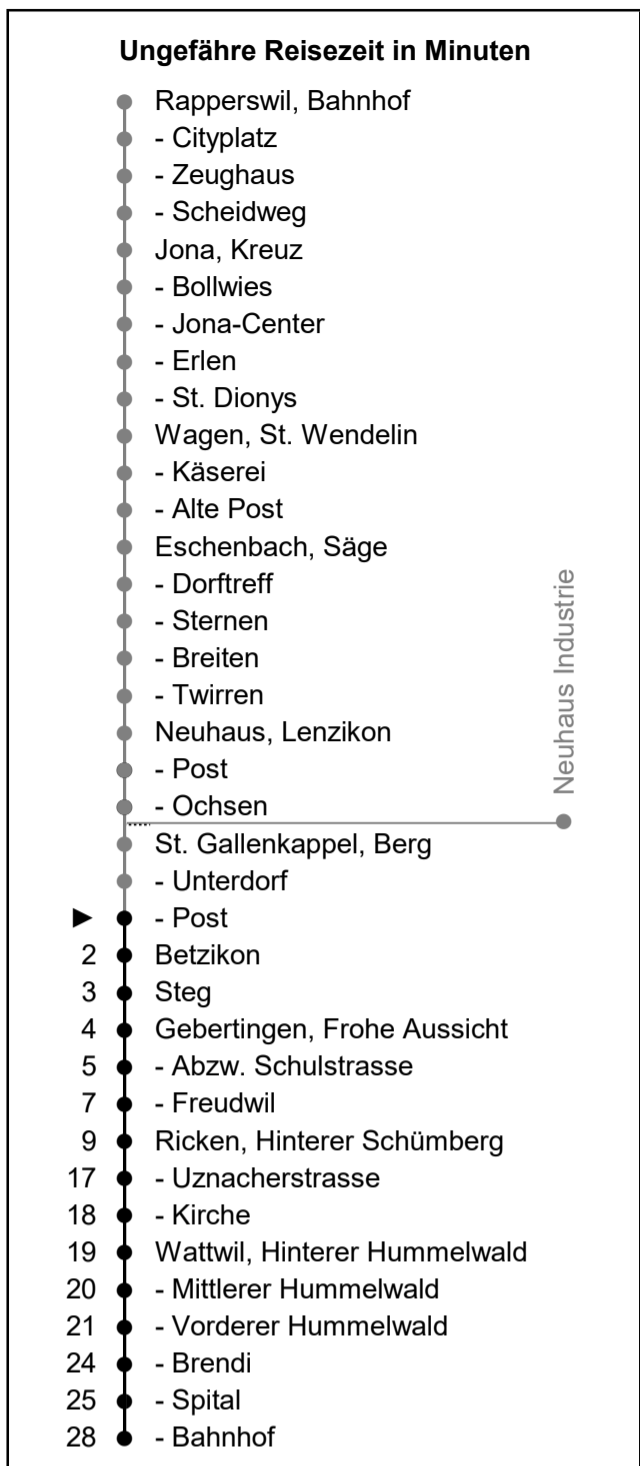 Ungefähre Reisezeit in Minuten
Rapperswil, Bahnhof
- Cityplatz
- Zeughaus
- Scheidweg
Jona, Kreuz
- Bollwies
- Jona-Center
- Erlen
- St. Dionys
Wagen, St. Wendelin
- Käserei
- Alte Post
Eschenbach, Säge
- Dorftreff
- Sternen
- Breiten
- Twirren
Neuhaus, Lenzikon
- Post
- Ochsen
Neuhaus Industrie
St. Gallenkappel, Berg
- Unterdorf
- Post
2 Betzikon
3 Steg
4 Gebertingen, Frohe Aussicht
5 - Abzw. Schulstrasse
7 - Freudwil
9 Ricken, Hinterer Schümberg
17 - Uznacherstrasse
18 - Kirche
19 Wattwil, Hinterer Hummelwald
20 - Mittlerer Hummelwald
21 - Vorderer Hummelwald
24 - Brendi
25 - Spital
28 - Bahnhof